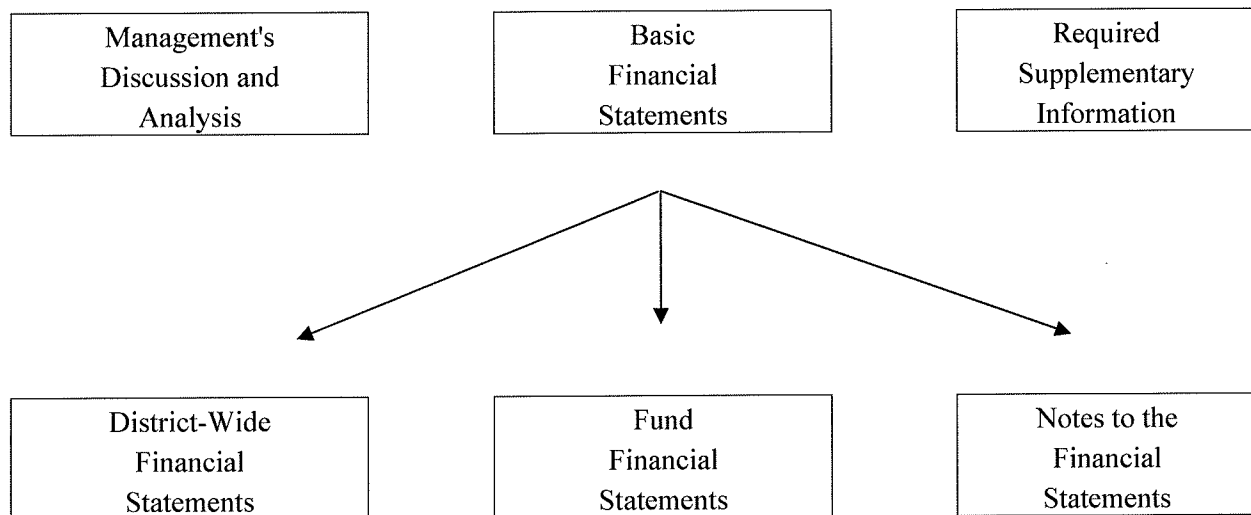 Management's
Discussion and
Analysis
Basic
Financial
Statements
Required
Supplementary
Information
District-Wide
Financial
Statements
Fund
Financial
Statements
Notes to the
Financial
Statements